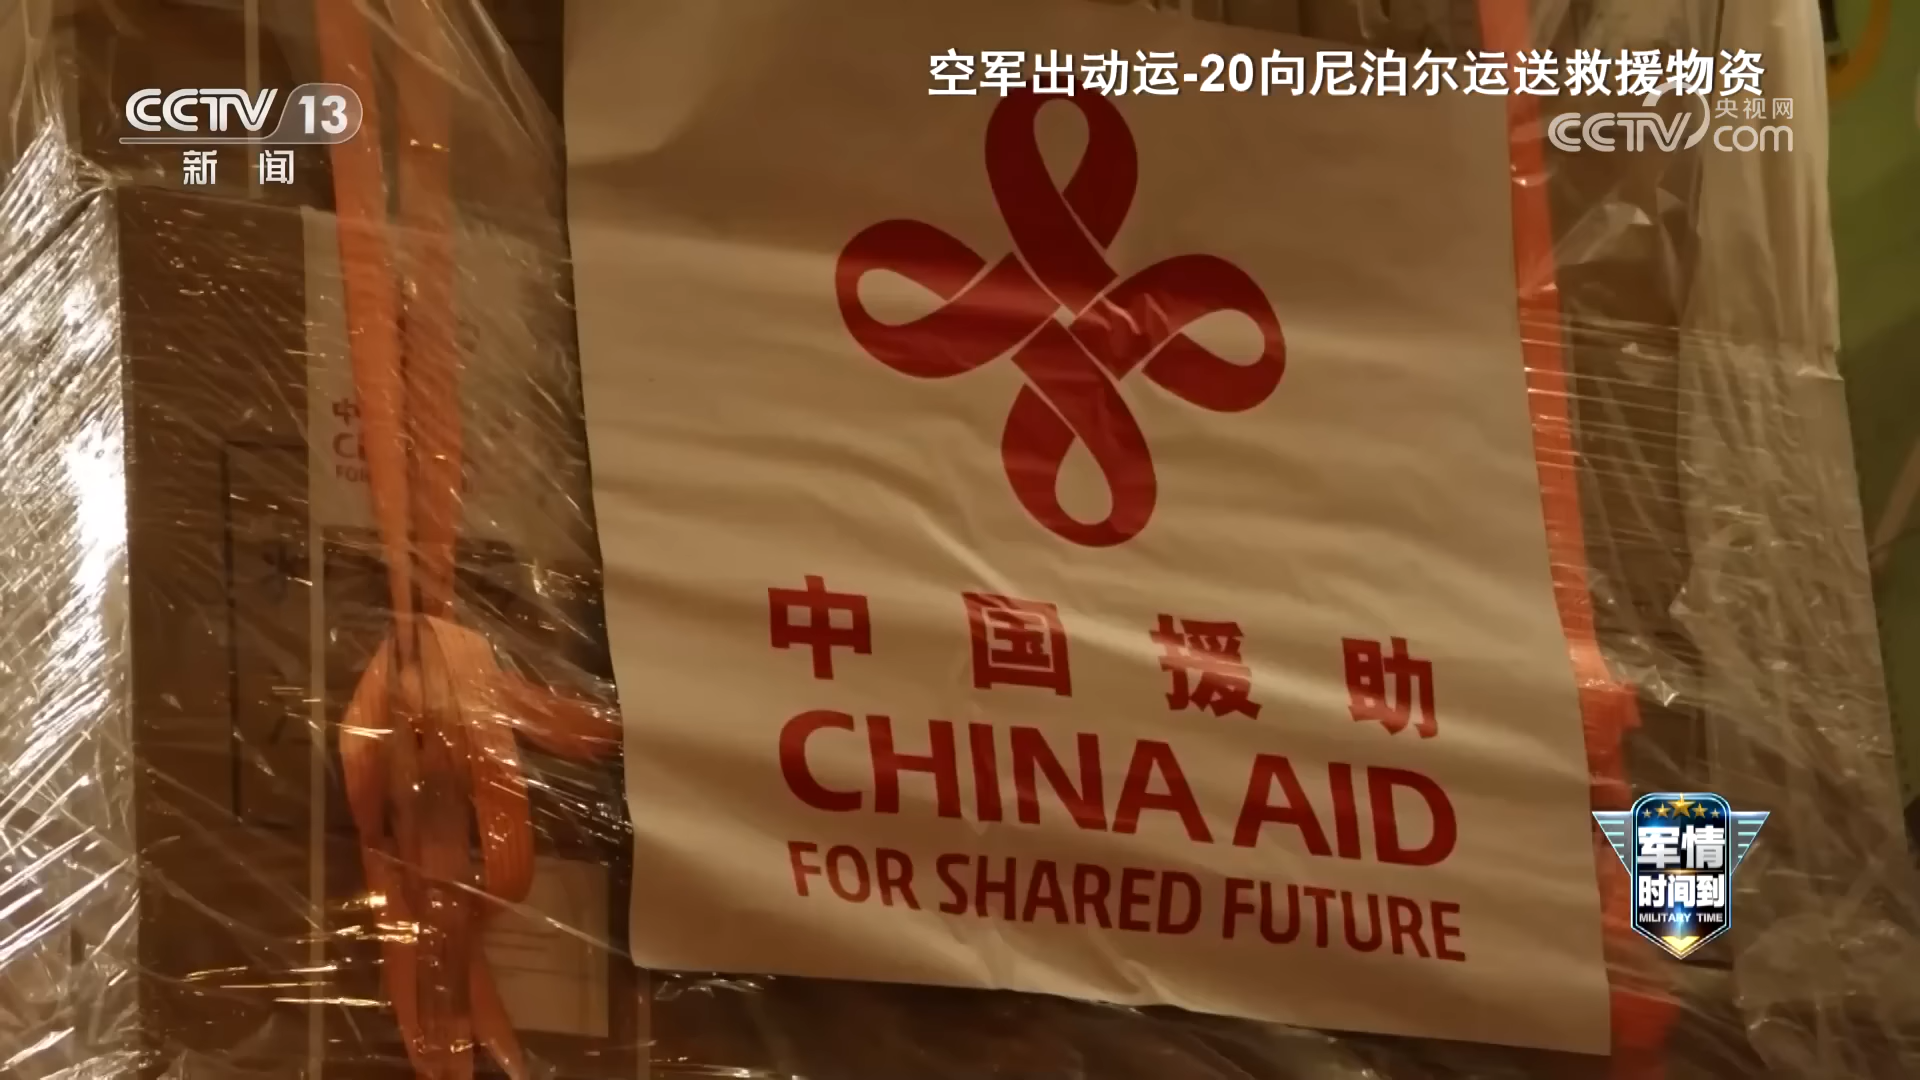 空军出动运-20向尼泊尔运送救援物资
CCTV 13
新闻
央视网
CCTV com
中国援助
CHINA AID
FOR SHARED FUTURE
中
C
FOR
军情
时间到
MILITARY TIME